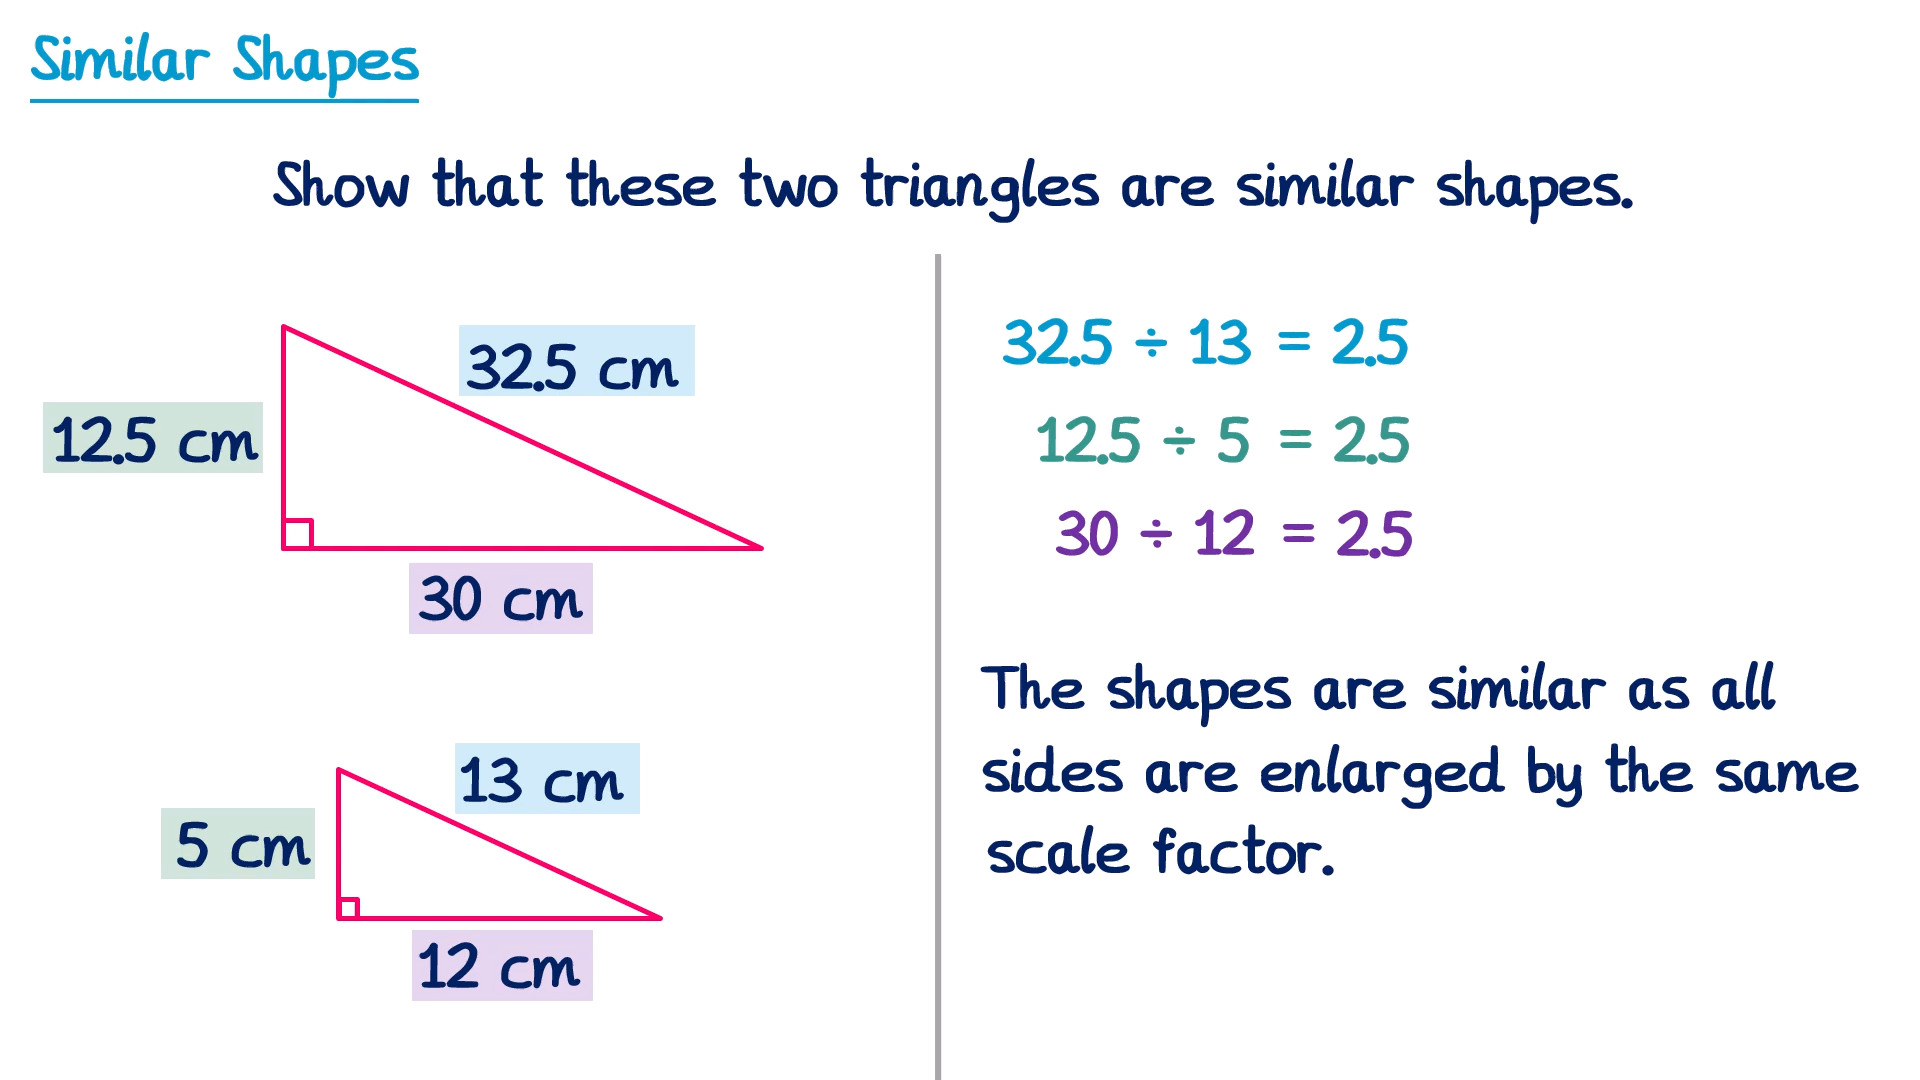 Similar Shapes
Show that these two triangles are similar shapes.
32.5 cm
12.5 cm
30 cm
13 cm
5 cm
12 cm
32.5 ÷ 13 = 2.5
12.5 ÷ 5 = 2.5
30 ÷ 12 = 2.5
The shapes are similar as all
sides are enlarged by the same
scale factor.